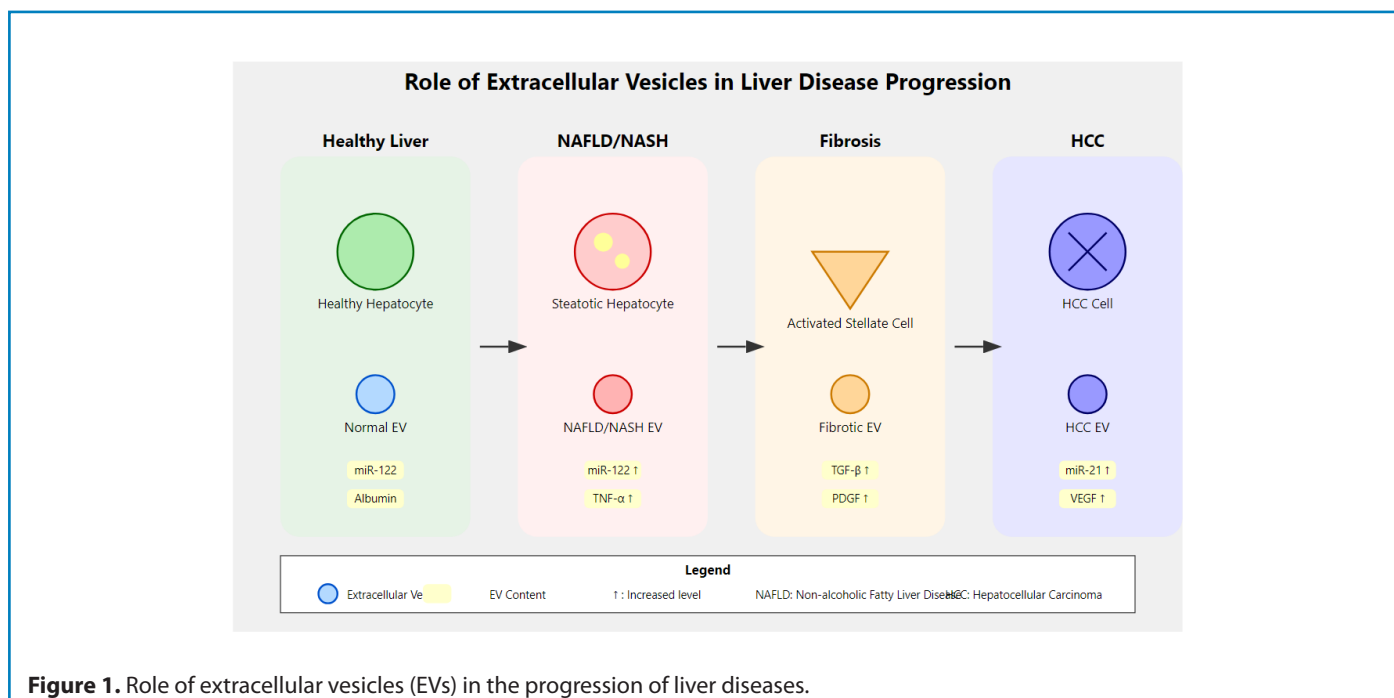 Role of Extracellular Vesicles in Liver Disease Progression
Healthy Liver
NAFLD/NASH
Fibrosis
HCC
Healthy Hepatocyte
Steatotic Hepatocyte
Activated Stellate Cell
HCC Cell
Normal EV
NAFLD/NASH EV
Fibrotic EV
HCC EV
miR-122
miR-122 ↑
TGF-β ↑
miR-21 ↑
Albumin
TNF-α ↑
PDGF ↑
VEGF ↑
Legend
Extracellular Ve
EV Content
↑ : Increased level
NAFLD: Non-alcoholic Fatty Liver Disease
HCC: Hepatocellular Carcinoma
Figure 1. Role of extracellular vesicles (EVs) in the progression of liver diseases.